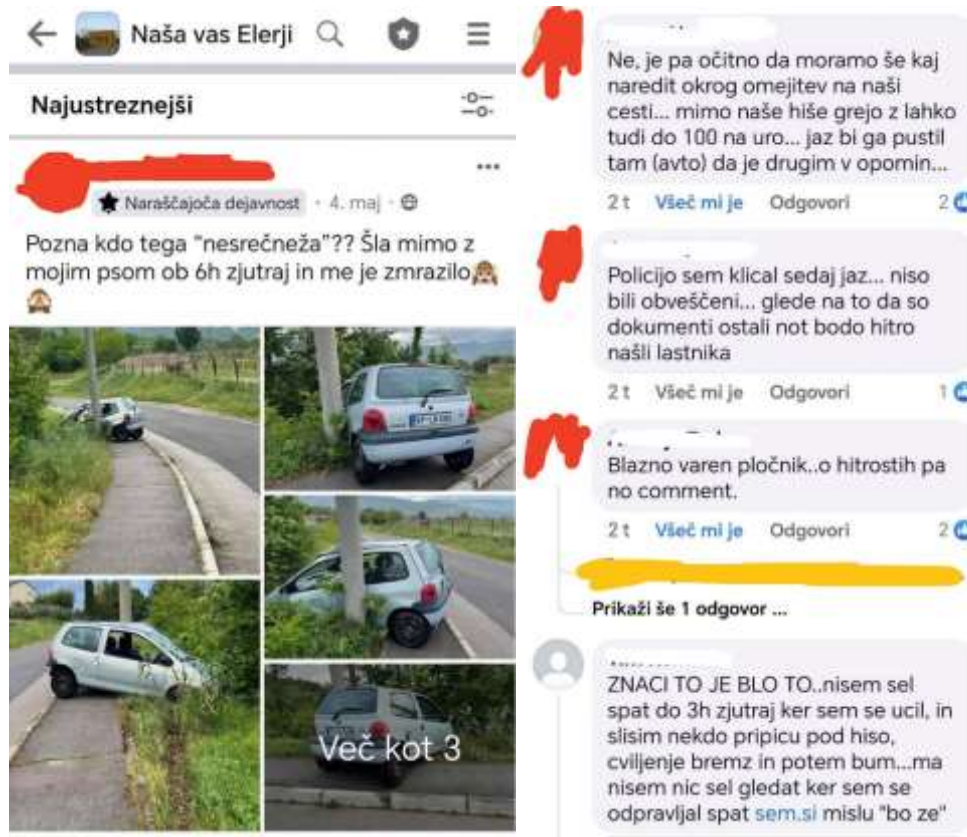 Naša vas Elerji
Najustreznejši
Naraščajoča dejavnost · 4. maj ·
Pozna kdo tega "nesrečneža"?? Šla mimo z
mojim psom ob 6h zjutraj in me je zmrazilo🙈
🙈
Več kot 3
Ne, je pa očitno da moramo še kaj
naredit okrog omejitev na naši
cesti... mimo naše hiše grejo z lahko
tudi do 100 na uro... jaz bi ga pustil
tam (avto) da je drugim v opomin...
2 t Všeč mi je Odgovori 2
Policijo sem klical sedaj jaz... niso
bili obveščeni... glede na to da so
dokumenti ostali not bodo hitro
našli lastnika
2 t Všeč mi je Odgovori 1
Blazno varen pločnik..o hitrostih pa
no comment.
2 t Všeč mi je Odgovori 2
Prikaži še 1 odgovor ...
ZNACI TO JE BLO TO..nisem sel
spat do 3h zjutraj ker sem se ucil, in
slisim nekdo pripicu pod hiso,
cviljenje bremz in potem bum...ma
nisem nic sel gledat ker sem se
odpravljal spat sem.si mislu "bo ze"